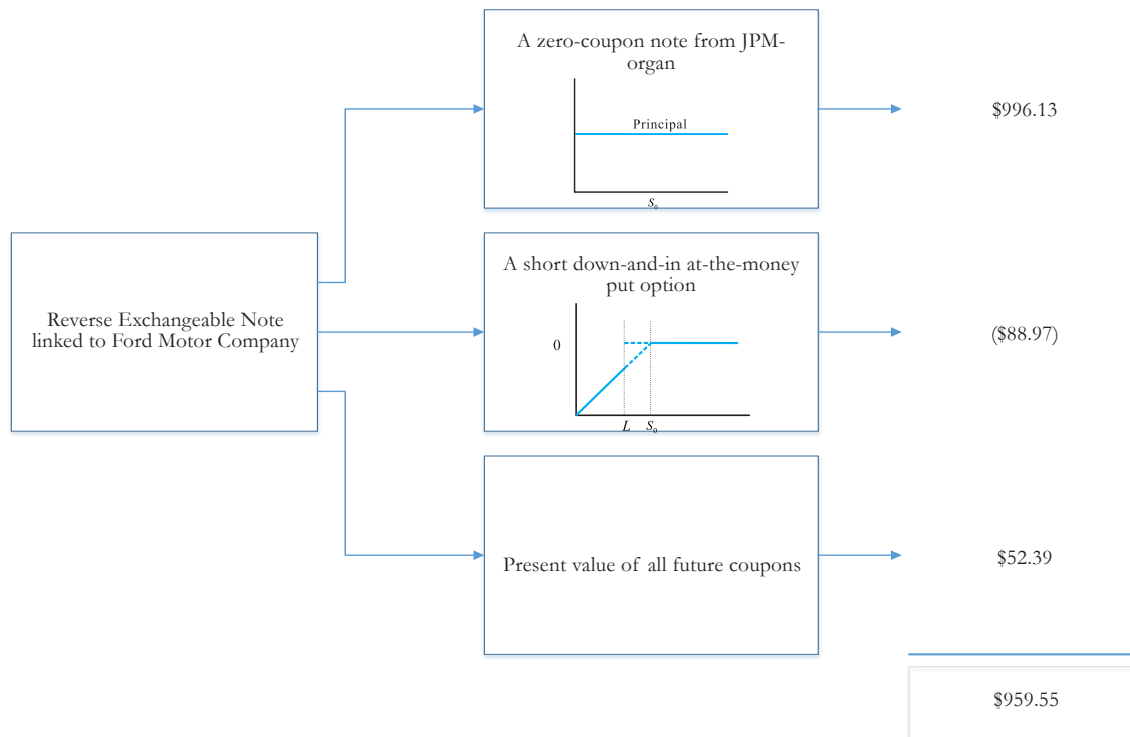 A zero-coupon note from JPM-
organ
Principal
S₀
$996.13
Reverse Exchangeable Note
linked to Ford Motor Company
A short down-and-in at-the-money
put option
0
L S₀
($88.97)
Present value of all future coupons
$52.39
$959.55